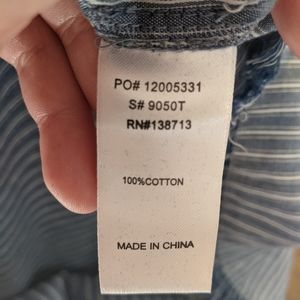 PO# 12005331
S# 9050T
RN#138713
100%COTTON
MADE IN CHINA